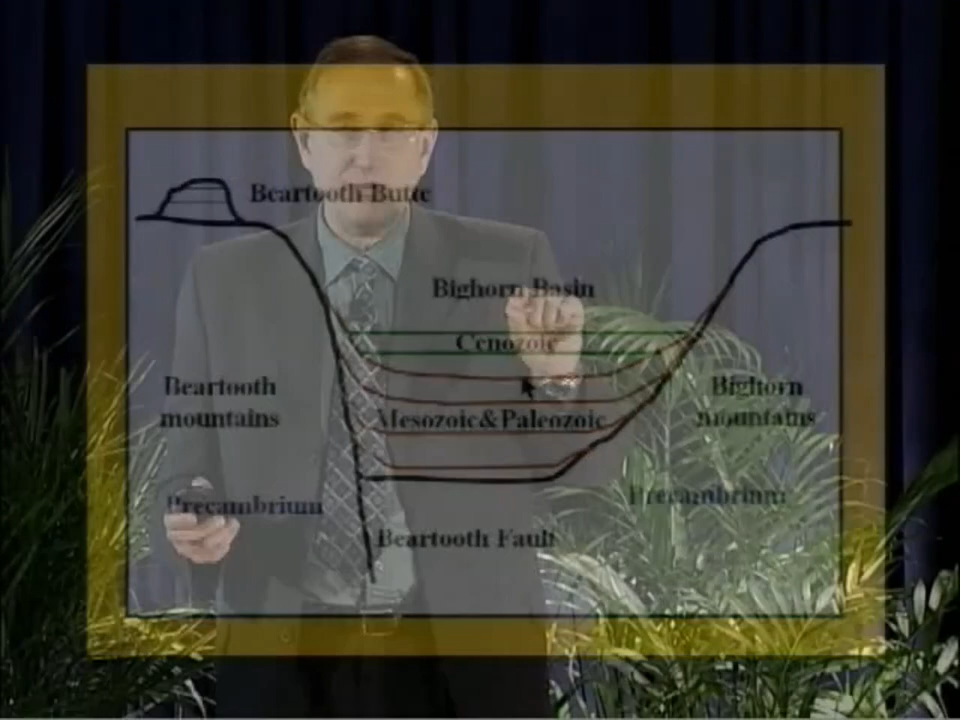 Beartooth Butte
Bighorn Basin
Cenozoic
Beartooth
mountains
Bighorn
mountains
Mesozoic&Paleozoic
Precambrium
Precambrium
Beartooth Fault